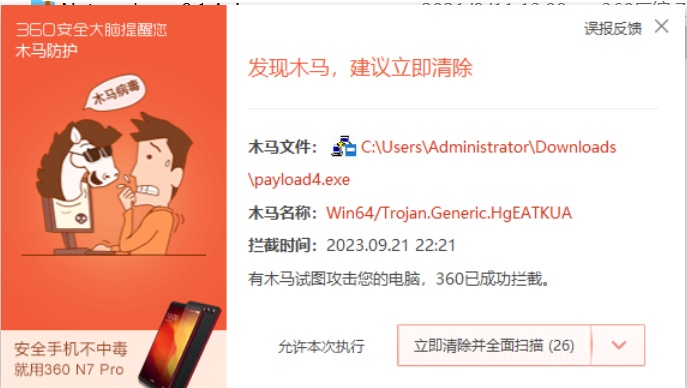 误报反馈
360安全大脑提醒您
木马防护
木马病毒
发现木马，建议立即清除
木马文件： C:\Users\Administrator\Downloads
\payload4.exe
木马名称：Win64/Trojan.Generic.HgEATKUA
拦截时间：2023.09.21 22:21
有木马试图攻击您的电脑，360已成功拦截。
安全手机不中毒
就用360 N7 Pro
允许本次执行
立即清除并全面扫描 (26)